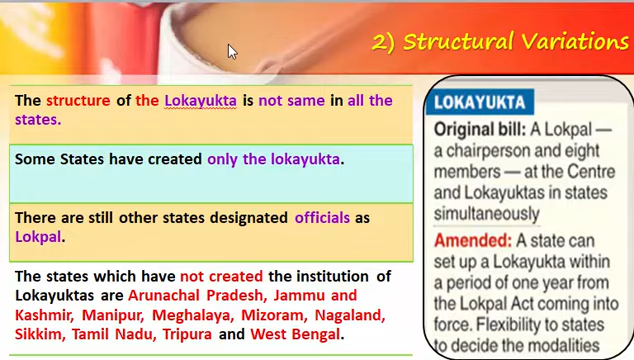 2) Structural Variations
The structure of the Lokayukta is not same in all the
states.
Some States have created only the lokayukta.
There are still other states designated officials as
Lokpal.
The states which have not created the institution of
Lokayuktas are Arunachal Pradesh, Jammu and
Kashmir, Manipur, Meghalaya, Mizoram, Nagaland,
Sikkim, Tamil Nadu, Tripura and West Bengal.
LOKAYUKTA
Original bill: A Lokpal —
a chairperson and eight
members — at the Centre
and Lokayuktas in states
simultaneously
Amended: A state can
set up a Lokayukta within
a period of one year from
the Lokpal Act coming into
force. Flexibility to states
to decide the modalities